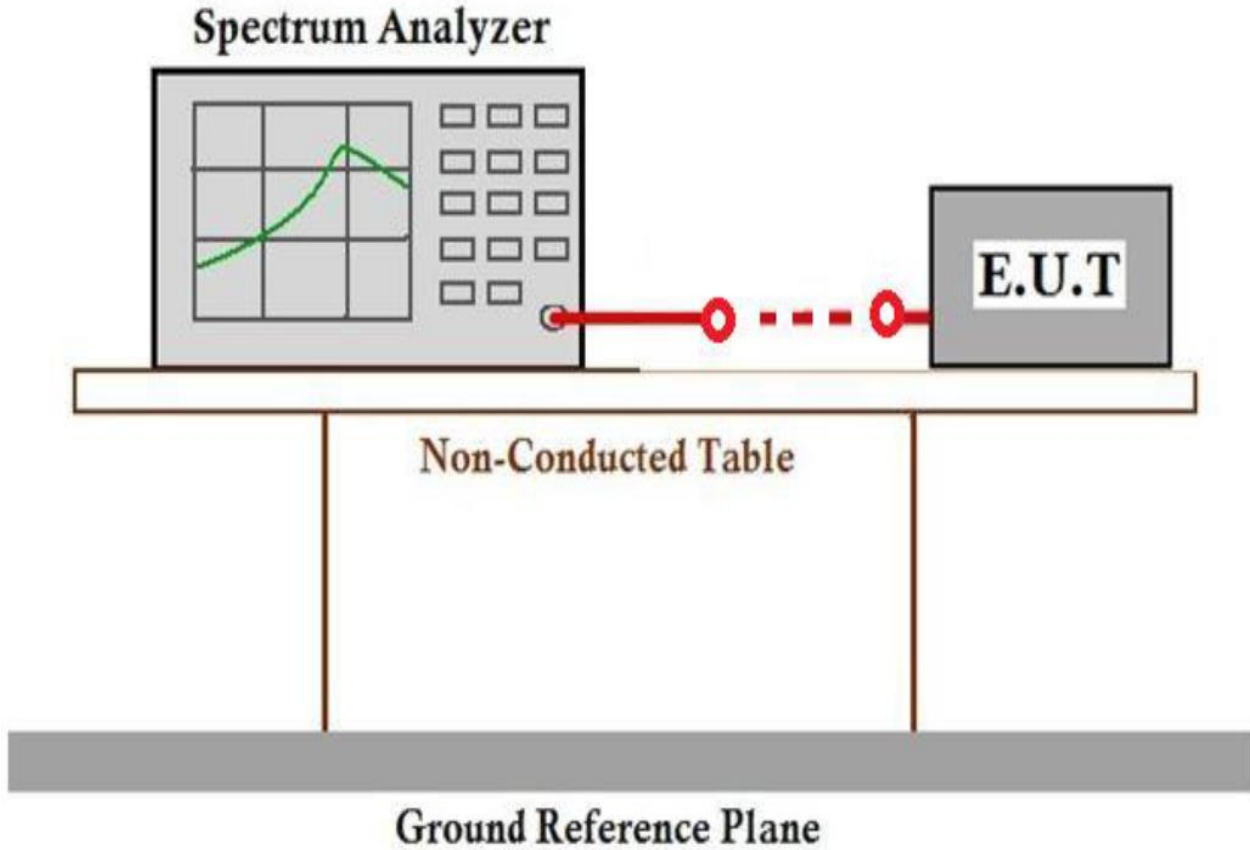 Spectrum Analyzer
E.U.T
Non-Conducted Table
Ground Reference Plane